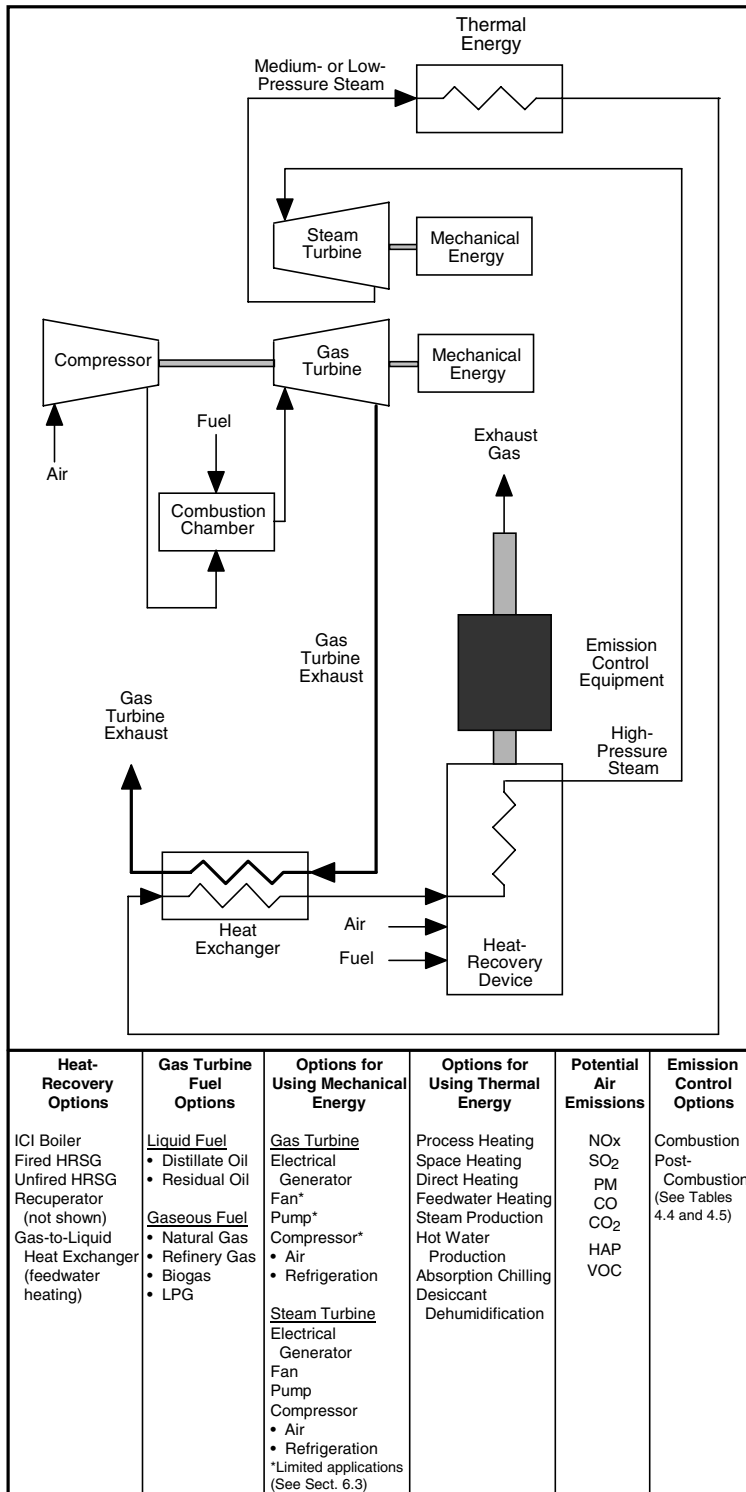 Thermal
Energy
Medium- or Low-
Pressure Steam
Steam
Turbine
Mechanical
Energy
Compressor
Gas
Turbine
Mechanical
Energy
Air
Fuel
Combustion
Chamber
Exhaust
Gas
Gas
Turbine
Exhaust
Emission
Control
Equipment
Gas
Turbine
Exhaust
High-
Pressure
Steam
Heat
Exchanger
Air
Fuel
Heat-
Recovery
Device
Heat-
Recovery
Options
ICI Boiler
Fired HRSG
Unfired HRSG
Recuperator
(not shown)
Gas-to-Liquid
Heat Exchanger
(feedwater
heating)
Gas Turbine
Fuel
Options
Liquid Fuel
• Distillate Oil
• Residual Oil
Gaseous Fuel
• Natural Gas
• Refinery Gas
• Biogas
• LPG
Options for
Using Mechanical
Energy
Gas Turbine
Electrical
Generator
Fan*
Pump*
Compressor*
• Air
• Refrigeration
Steam Turbine
Electrical
Generator
Fan
Pump
Compressor
• Air
• Refrigeration
*Limited applications
(See Sect. 6.3)
Options for
Using Thermal
Energy
Process Heating
Space Heating
Direct Heating
Feedwater Heating
Steam Production
Hot Water
Production
Absorption Chilling
Desiccant
Dehumidification
Potential
Air
Emissions
NOx
SO2
PM
CO
CO2
HAP
VOC
Emission
Control
Options
Combustion
Post-
Combustion
(See Tables
4.4 and 4.5)